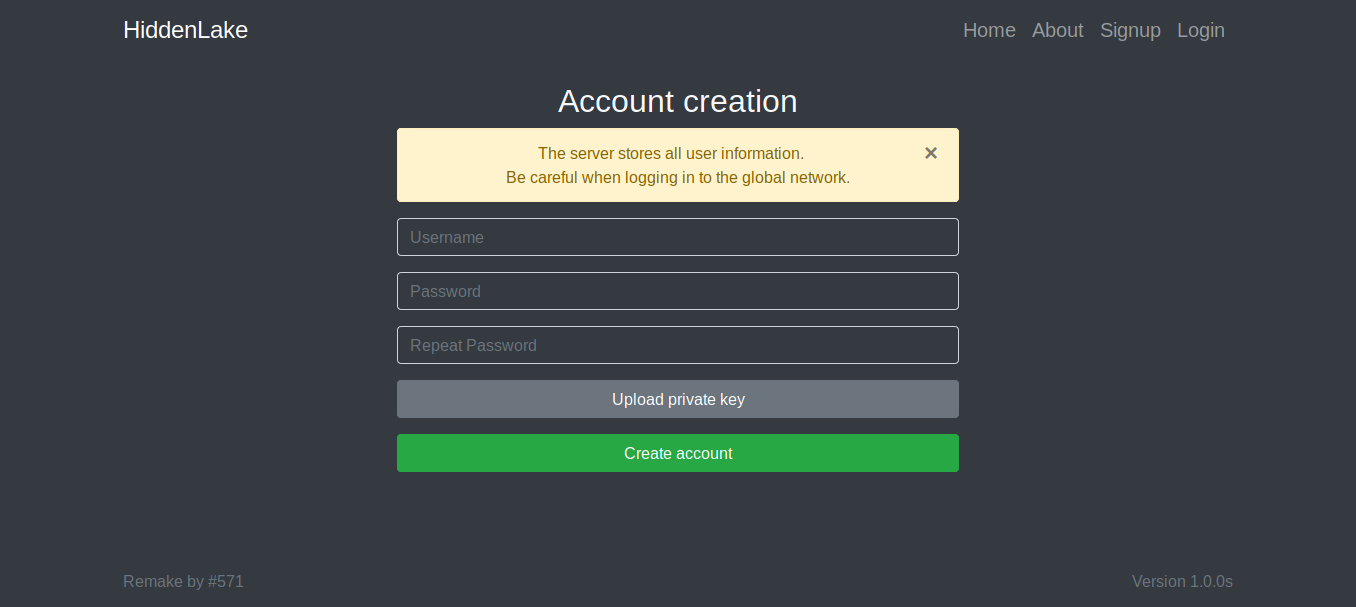 HiddenLake
Home About Signup Login
Account creation
The server stores all user information. ×
Be careful when logging in to the global network.
Username
Password
Repeat Password
Upload private key
Create account
Remake by #571
Version 1.0.0s